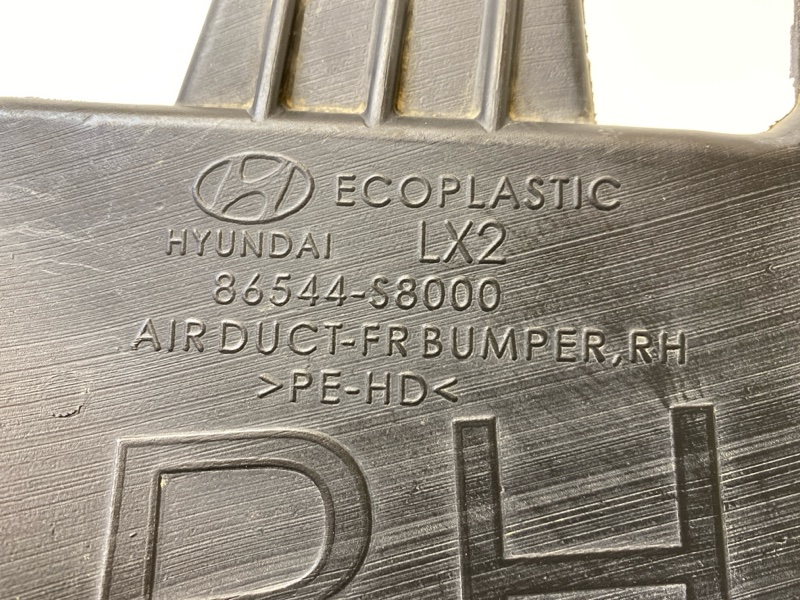 ECOPLASTIC
HYUNDAI LX2
86544-S8000
AIR DUCT-FR BUMPER, RH
>PE-HD<
RH